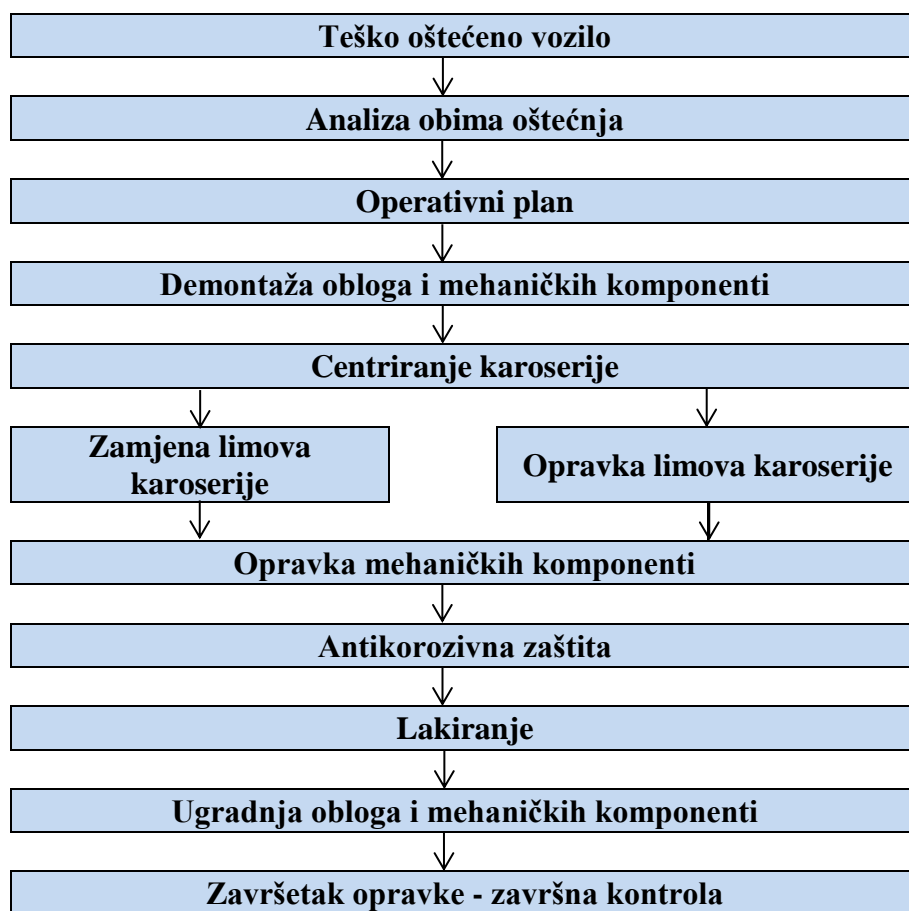 Teško oštećeno vozilo
Analiza obima oštećnja
Operativni plan
Demontaža obloga i mehaničkih komponenti
Centriranje karoserije
Zamjena limova
karoserije
Opravka limova karoserije
Opravka mehaničkih komponenti
Antikorozivna zaštita
Lakiranje
Ugradnja obloga i mehaničkih komponenti
Završetak opravke - završna kontrola